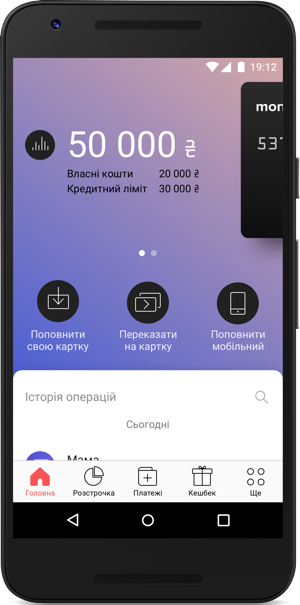 19:12
50 000 ₴
mon
537
Власні кошти 20 000 ₴
Кредитний ліміт 30 000 ₴
Поповнити
свою картку
Переказати
на картку
Поповнити
мобільний
Історія операцій
Сьогодні
Мама
Головна
Розстрочка
Платежі
Кешбек
Ще